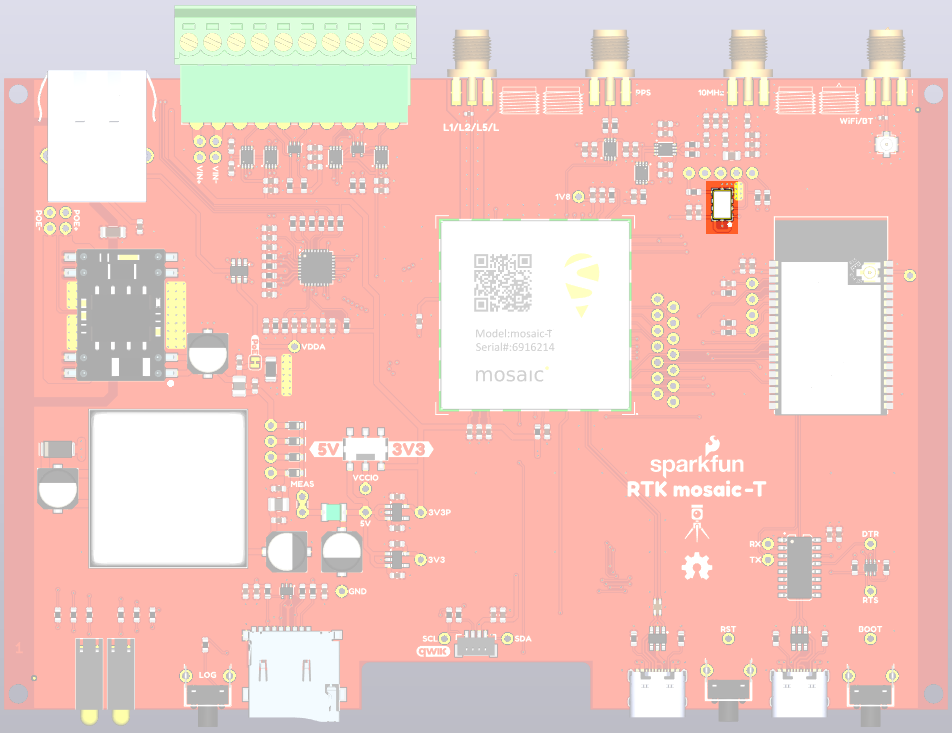 PPS
10MHz
L1/L2/L5/L
WiFi/BT
VIN+
VIN-
1V8
POE-
POE+
Model:mosaic-T
Serial#:6916214
mosaic
PoE
VDDA
5V
3V3
VCCIO
MEAS
5V
3V3P
3V3
sparkfun
RTK mosaic-T
RX
TX
DTR
RTS
GND
SCL
SDA
qwiic
RST
BOOT
LOG
1